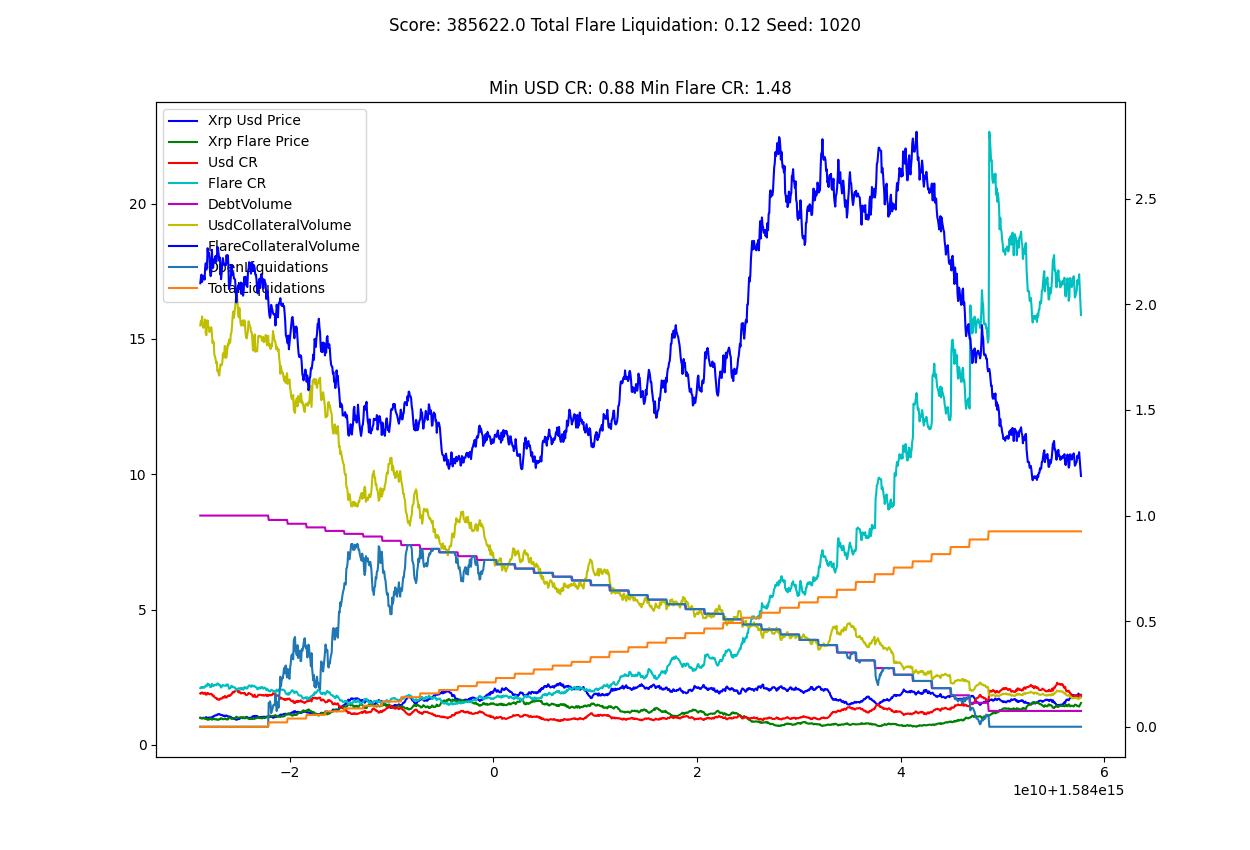 Score: 385622.0 Total Flare Liquidation: 0.12 Seed: 1020
Min USD CR: 0.88 Min Flare CR: 1.48
Xrp Usd Price
Xrp Flare Price
Usd CR
Flare CR
DebtVolume
UsdCollateralVolume
FlareCollateralVolume
OpenLiquidations
TotalLiquidations
20
15
10
5
0
2.5
2.0
1.5
1.0
0.5
0.0
−2
0
2
4
6
1e10+1.584e15